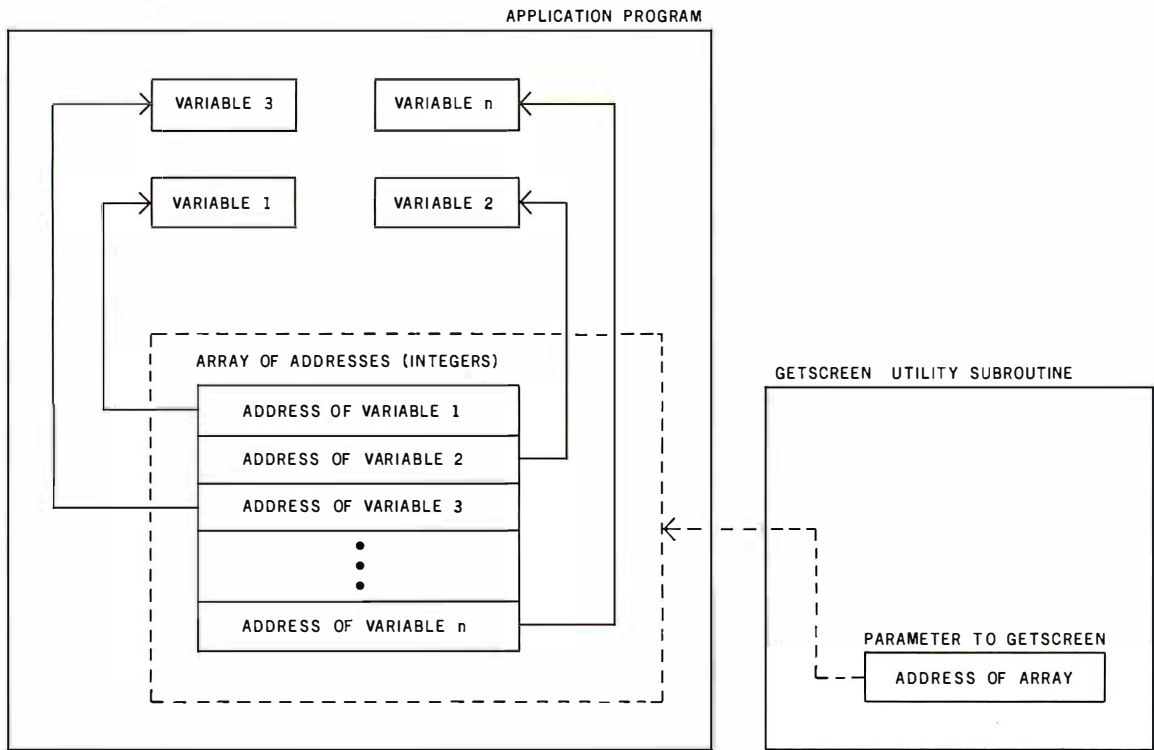 APPLICATION PROGRAM
VARIABLE 3
VARIABLE n
VARIABLE 1
VARIABLE 2
ARRAY OF ADDRESSES (INTEGERS)
ADDRESS OF VARIABLE 1
ADDRESS OF VARIABLE 2
ADDRESS OF VARIABLE 3
ADDRESS OF VARIABLE n
GETSCREEN UTILITY SUBROUTINE
PARAMETER TO GETSCREEN
ADDRESS OF ARRAY